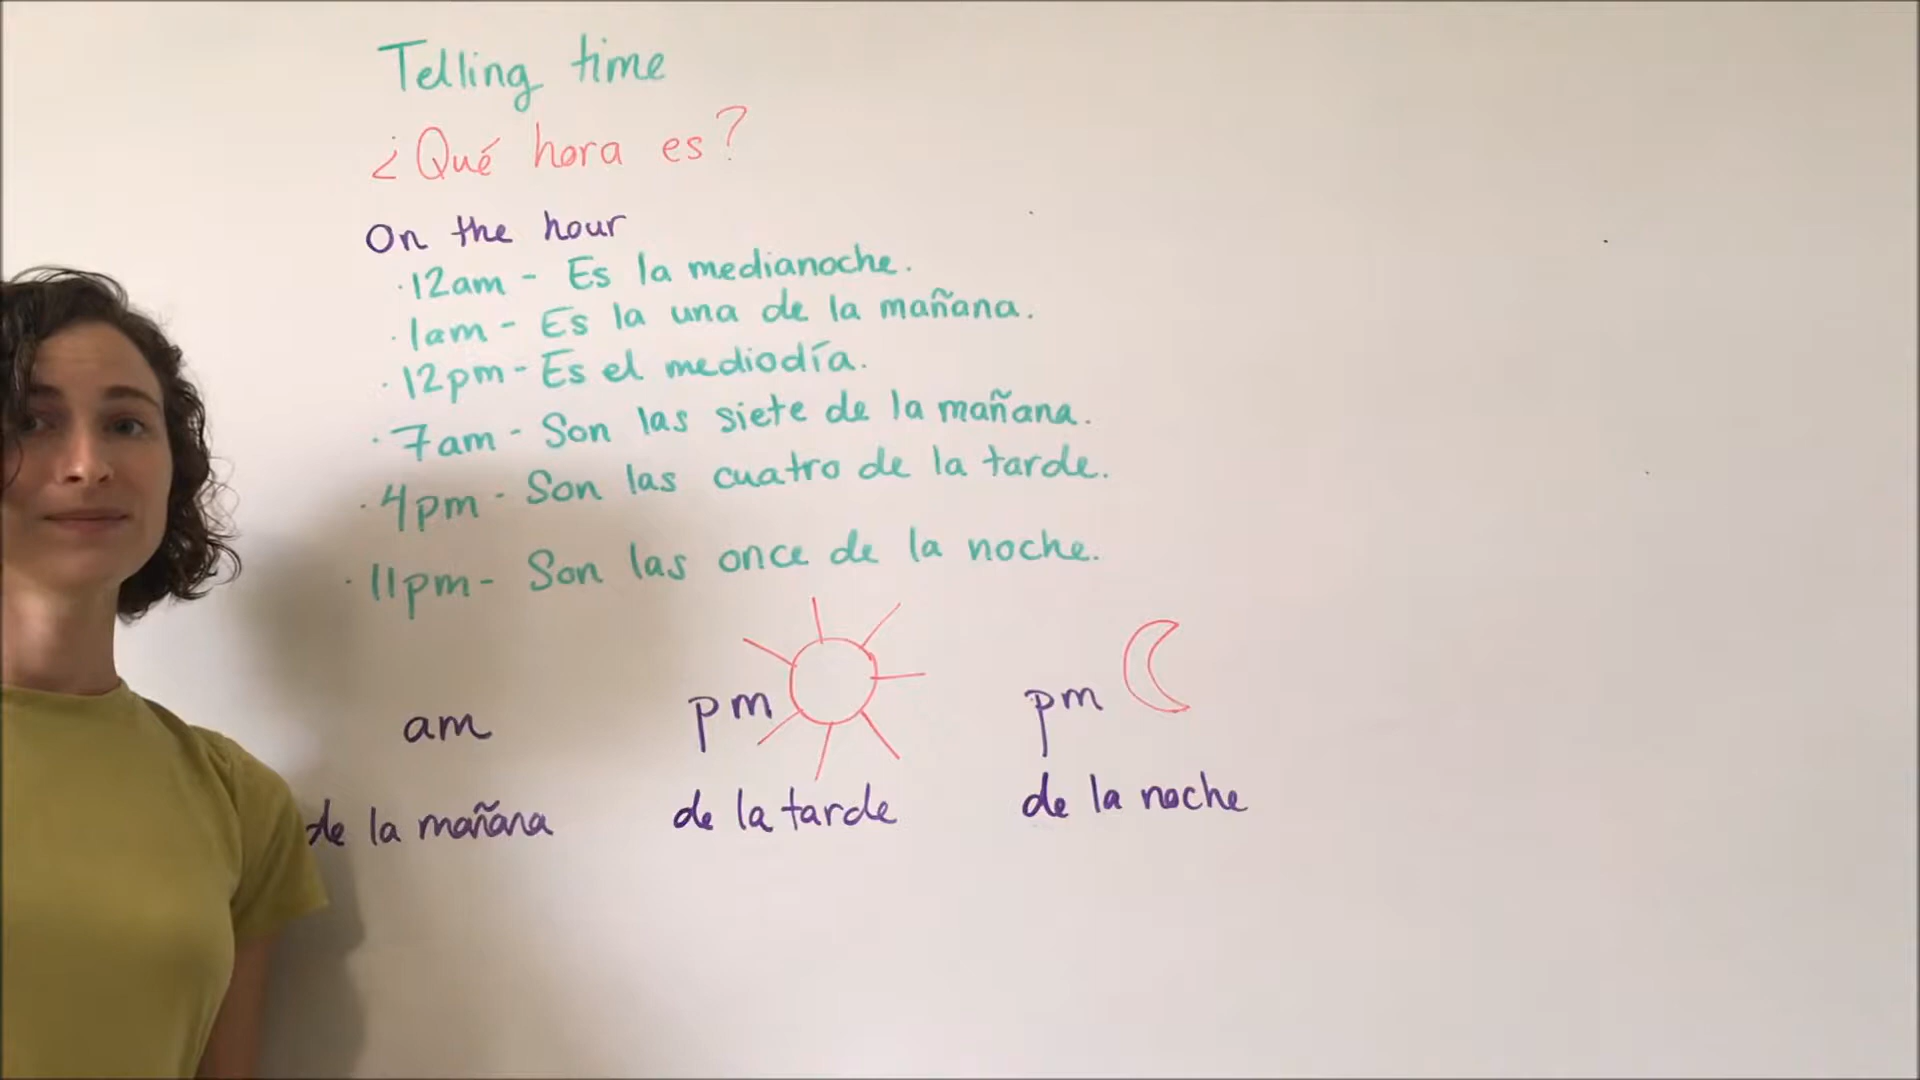 Telling time
¿Qué hora es?
On the hour
·12am - Es la medianoche.
·1am - Es la una de la mañana.
·12pm - Es el mediodía.
·7am - Son las siete de la mañana.
·4pm - Son las cuatro de la tarde.
·11pm - Son las once de la noche.
am pm pm
de la mañana de la tarde de la noche